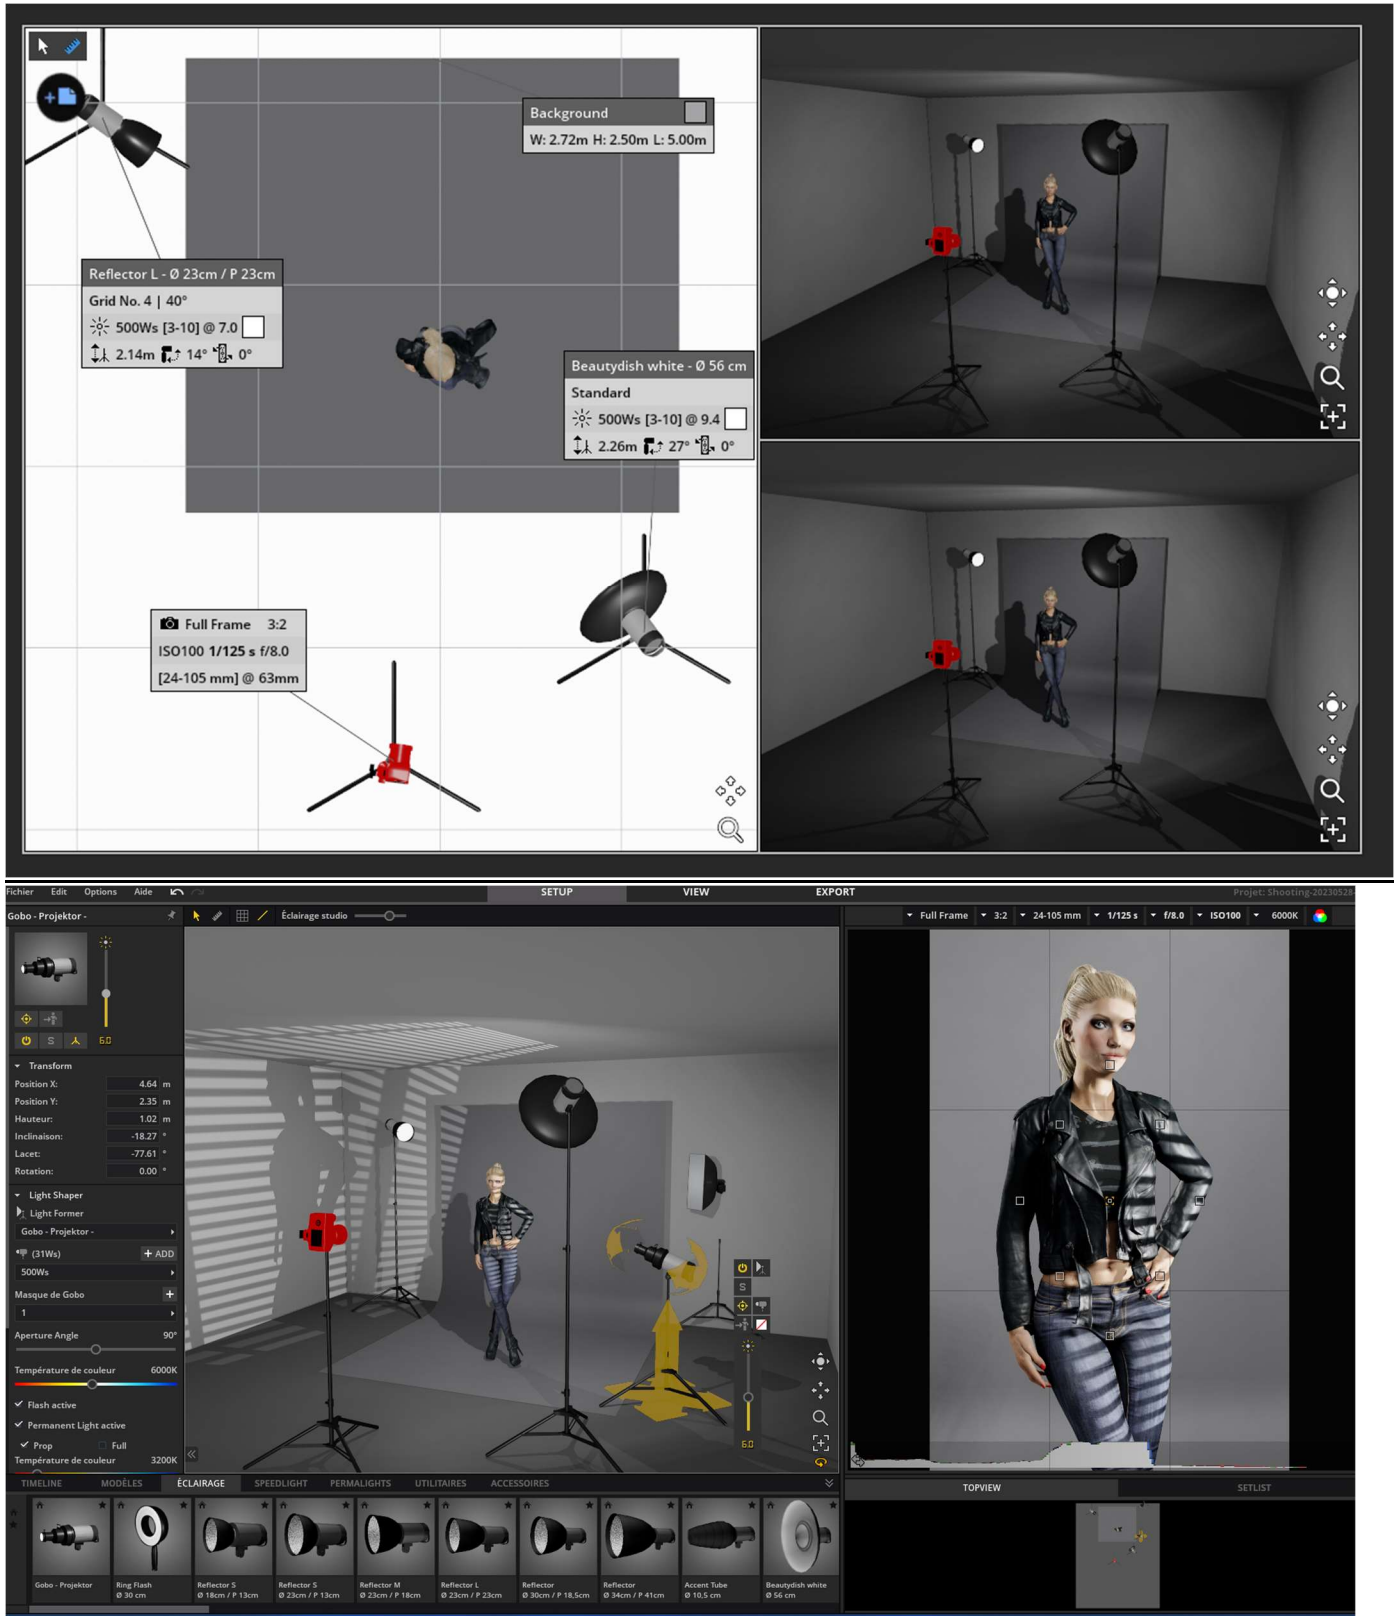 Background
W: 2.72m H: 2.50m L: 5.00m
Reflector L - Ø 23cm / P 23cm
Grid No. 4 | 40°
500Ws [3-10] @ 7.0
2.14m 14° 0°
Beautydish white - Ø 56 cm
Standard
500Ws [3-10] @ 9.4
2.26m 27° 0°
Full Frame 3:2
ISO100 1/125 s f/8.0
[24-105 mm] @ 63mm
Fichier Edit Options Aide
SETUP VIEW EXPORT
Projet: Shooting-20230528
Gobo - Projektor -
Éclairage studio
Full Frame 3:2 24-105 mm 1/125 s f/8.0 ISO100 6000K
S
6.0
Transform
Position X: 4.64 m
Position Y: 2.35 m
Hauteur: 1.02 m
Inclinaison: -18.27 °
Lacet: -77.61 °
Rotation: 0.00 °
Light Shaper
Light Former
Gobo - Projektor -
(31Ws) + ADD
500Ws
Masque de Gobo +
1
Aperture Angle 90°
Température de couleur 6000K
Flash active
Permanent Light active
Prop Full
Température de couleur 3200K
S
6.0
TIMELINE MODÈLES ÉCLAIRAGE SPEEDLIGHT PERMALIGHTS UTILITAIRES ACCESSOIRES
TOPVIEW SETLIST
Gobo - Projektor
Ring Flash
Ø 30 cm
Reflector S
Ø 18cm / P 13cm
Reflector S
Ø 23cm / P 13cm
Reflector M
Ø 23cm / P 18cm
Reflector L
Ø 23cm / P 23cm
Reflector
Ø 30cm / P 18,5cm
Reflector
Ø 34cm / P 41cm
Accent Tube
Ø 10,5 cm
Beautydish white
Ø 56 cm